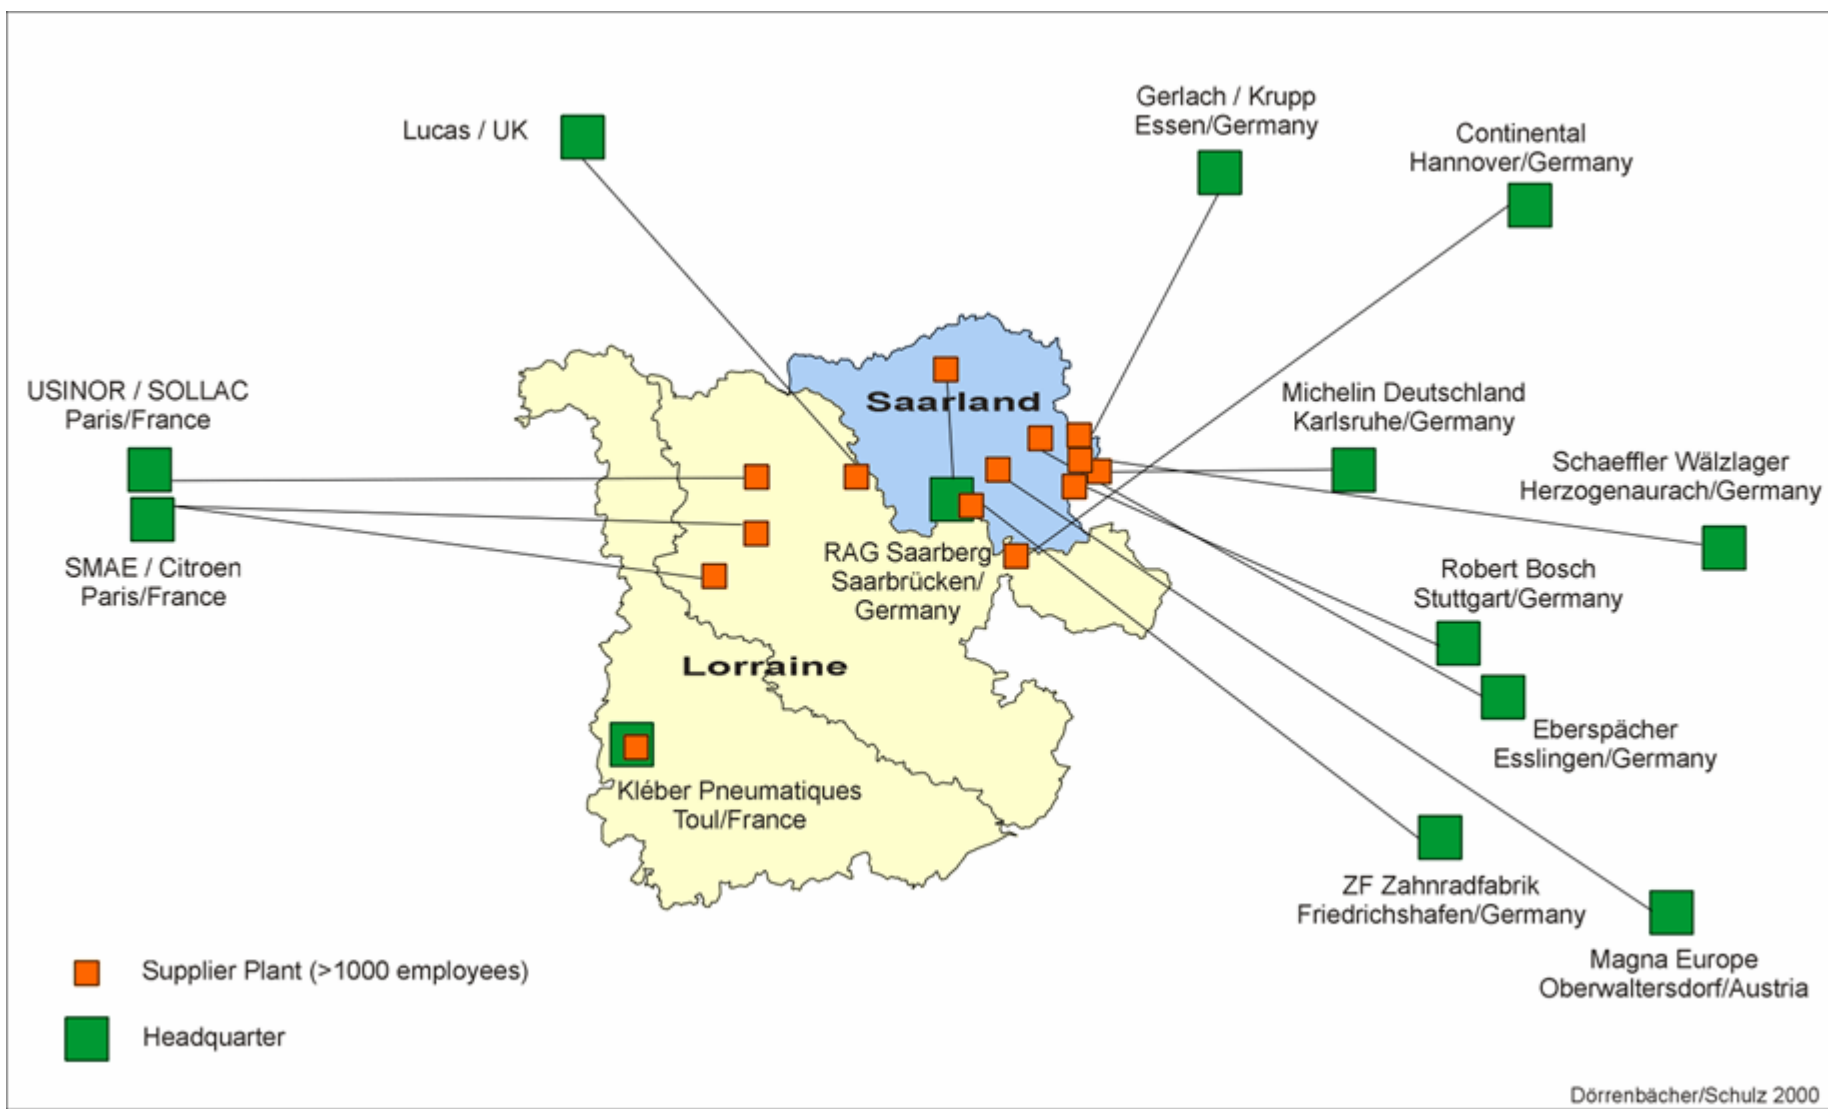 Lucas / UK
Gerlach / Krupp
Essen/Germany
Continental
Hannover/Germany
USINOR / SOLLAC
Paris/France
Saarland
Michelin Deutschland
Karlsruhe/Germany
Schaeffler Wälzlager
Herzogenaurach/Germany
SMAE / Citroen
Paris/France
RAG Saarberg
Saarbrücken/
Germany
Robert Bosch
Stuttgart/Germany
Lorraine
Eberspächer
Esslingen/Germany
Kléber Pneumatiques
Toul/France
ZF Zahnradfabrik
Friedrichshafen/Germany
Magna Europe
Oberwaltersdorf/Austria
Supplier Plant (>1000 employees)
Headquarter
Dörrenbächer/Schulz 2000